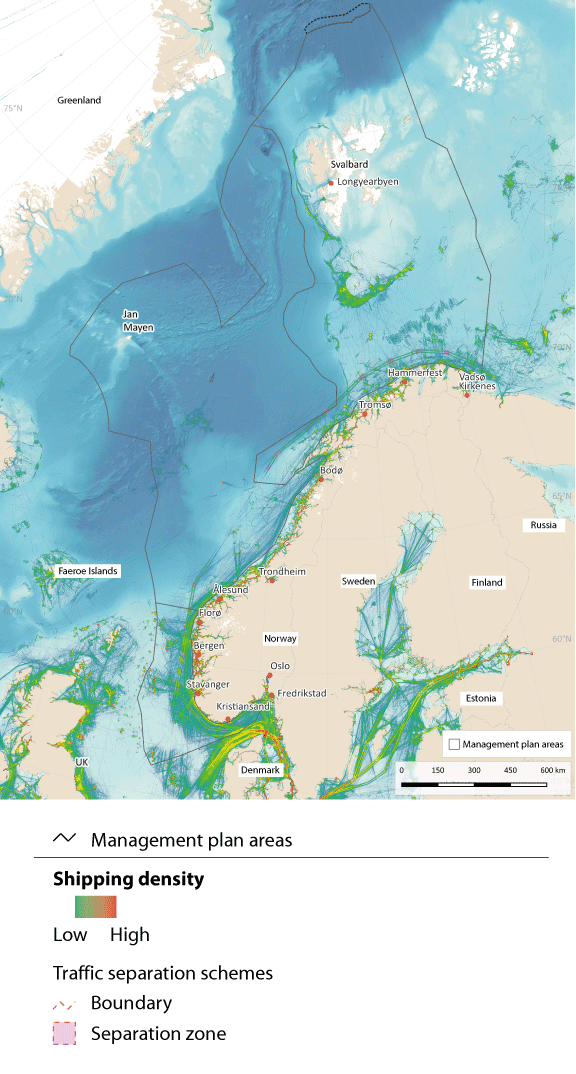 Greenland
75°N
Svalbard
Longyearbyen
Jan
Mayen
70°N
Hammerfest
Vadsø
Kirkenes
Tromsø
Bodø
65°N
Russia
Faeroe Islands
Trondheim
Sweden
Finland
Ålesund
Florø
60°N
Norway
Bergen
Oslo
Stavanger
Fredrikstad
Estonia
Kristiansand
Management plan areas
UK
Denmark
0 150 300 450 600 km
Management plan areas
Shipping density
Low High
Traffic separation schemes
Boundary
Separation zone